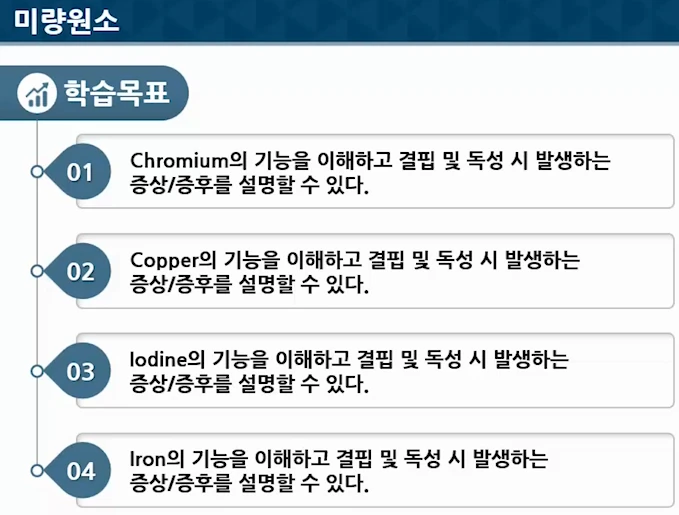 미량원소
학습목표
01
Chromium의 기능을 이해하고 결핍 및 독성 시 발생하는
증상/증후를 설명할 수 있다.
02
Copper의 기능을 이해하고 결핍 및 독성 시 발생하는
증상/증후를 설명할 수 있다.
03
Iodine의 기능을 이해하고 결핍 및 독성 시 발생하는
증상/증후를 설명할 수 있다.
04
Iron의 기능을 이해하고 결핍 및 독성 시 발생하는
증상/증후를 설명할 수 있다.